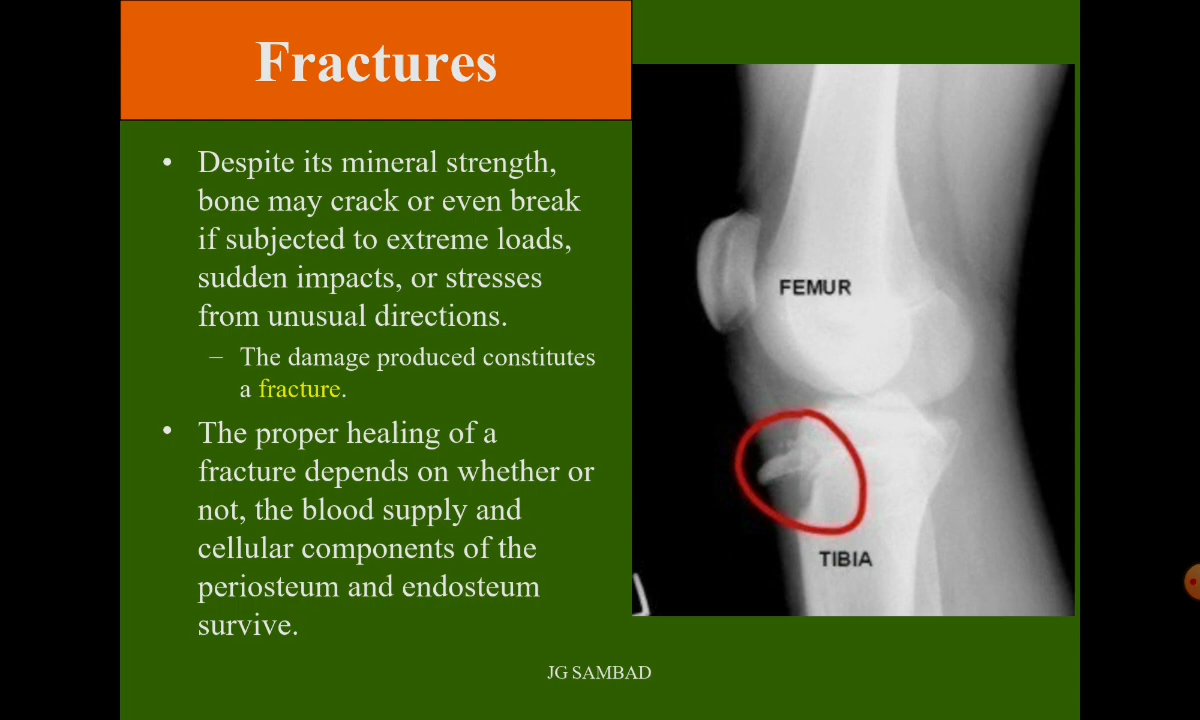 Fractures
• Despite its mineral strength,
bone may crack or even break
if subjected to extreme loads,
sudden impacts, or stresses
from unusual directions.
– The damage produced constitutes
a fracture.
• The proper healing of a
fracture depends on whether or
not, the blood supply and
cellular components of the
periosteum and endosteum
survive.
FEMUR
TIBIA
JG SAMBAD